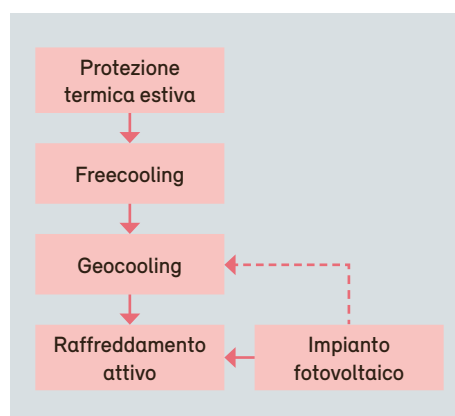 Protezione
termica estiva
Freecooling
Geocooling
Raffreddamento
attivo
Impianto
fotovoltaico